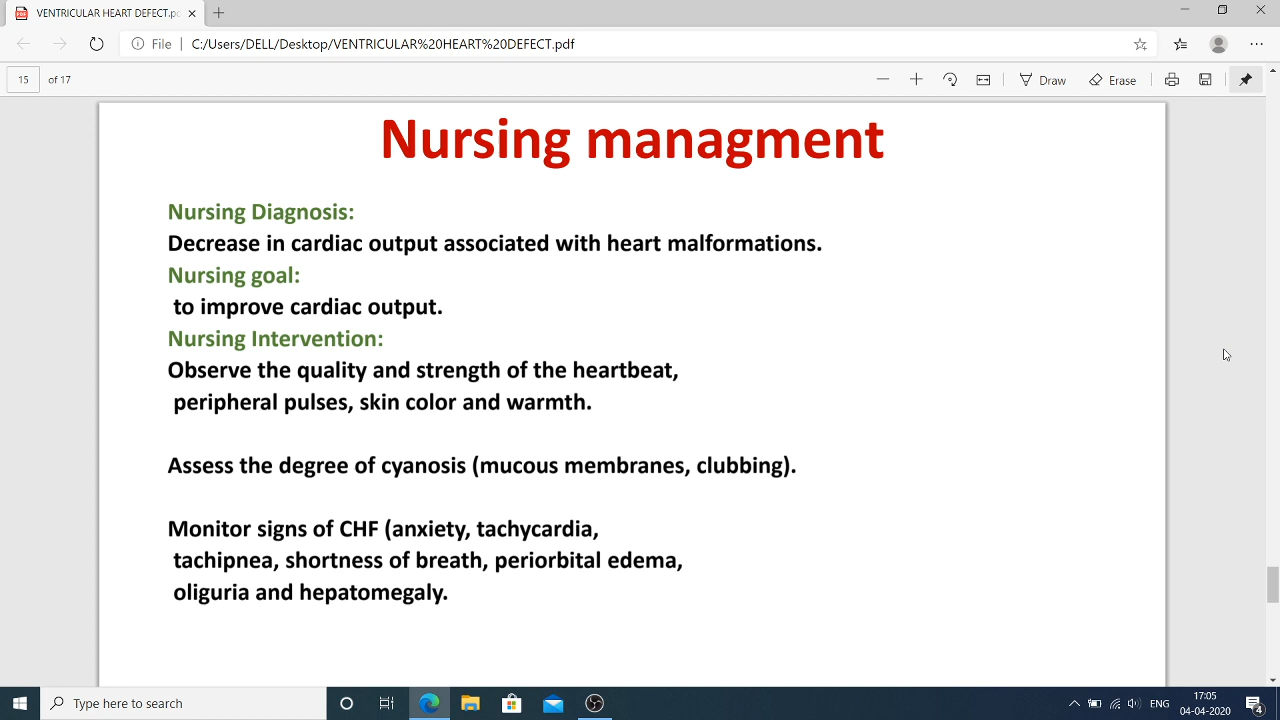 VENTRICULAR HEART DEFECT.pc
File | C:/Users/DELL/Desktop/VENTRICULAR%20HEART%20DEFECT.pdf
15 of 17
Draw
Erase
Nursing managment
Nursing Diagnosis:
Decrease in cardiac output associated with heart malformations.
Nursing goal:
to improve cardiac output.
Nursing Intervention:
Observe the quality and strength of the heartbeat,
peripheral pulses, skin color and warmth.
Assess the degree of cyanosis (mucous membranes, clubbing).
Monitor signs of CHF (anxiety, tachycardia,
tachipnea, shortness of breath, periorbital edema,
oliguria and hepatomegaly.
Type here to search
ENG
17:05
04-04-2020
4